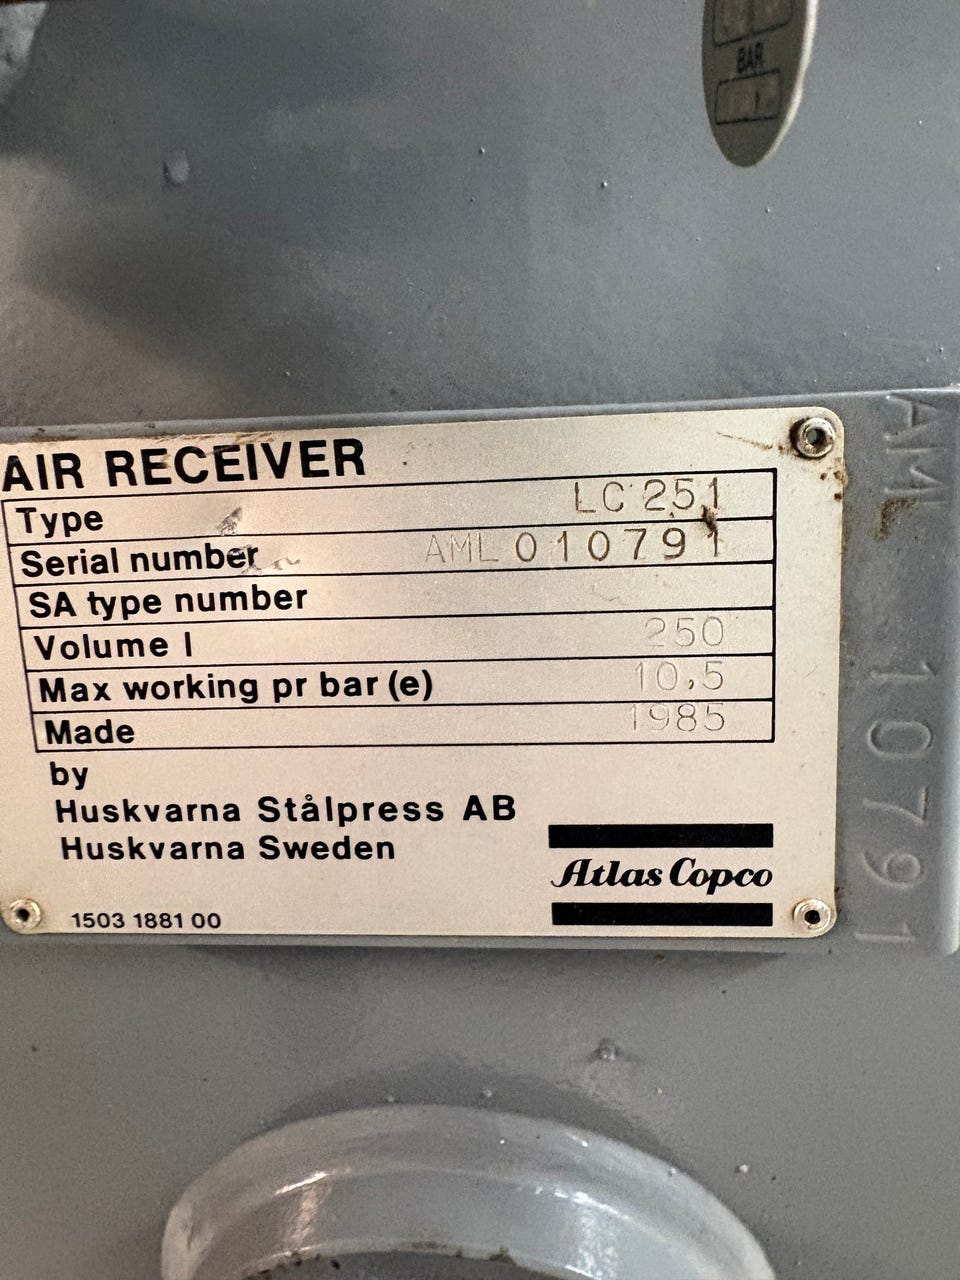 BAR
AIR RECEIVER
Type LC 251
Serial number AML 010791
SA type number
Volume l 250
Max working pr bar (e) 10,5
Made 1985
by
Huskvarna Stålpress AB
Huskvarna Sweden
Atlas Copco
1503 1881 00
AML 10791